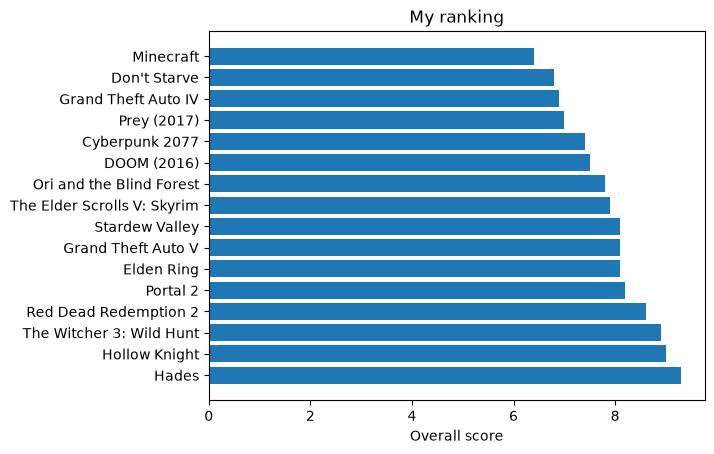 My ranking
Minecraft
Don't Starve
Grand Theft Auto IV
Prey (2017)
Cyberpunk 2077
DOOM (2016)
Ori and the Blind Forest
The Elder Scrolls V: Skyrim
Stardew Valley
Grand Theft Auto V
Elden Ring
Portal 2
Red Dead Redemption 2
The Witcher 3: Wild Hunt
Hollow Knight
Hades
0 2 4 6 8
Overall score